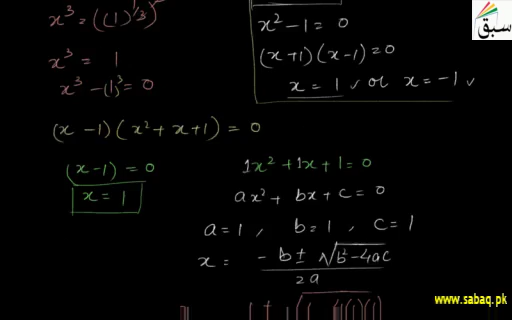 x³ = ((1)^1/3)³
x³ = 1
x³ − (1)³ = 0
x² − 1 = 0
(x+1) (x−1) = 0
x = 1 ✓ or x = −1 ✓
(x −1) (x² + x + 1) = 0
(x−1) = 0
x = 1
1x² + 1x + 1 = 0
ax² + bx + c = 0
a = 1 , b = 1 , c = 1
x = −b ± √b²−4ac / 2a
سبق
www.sabaq.pk